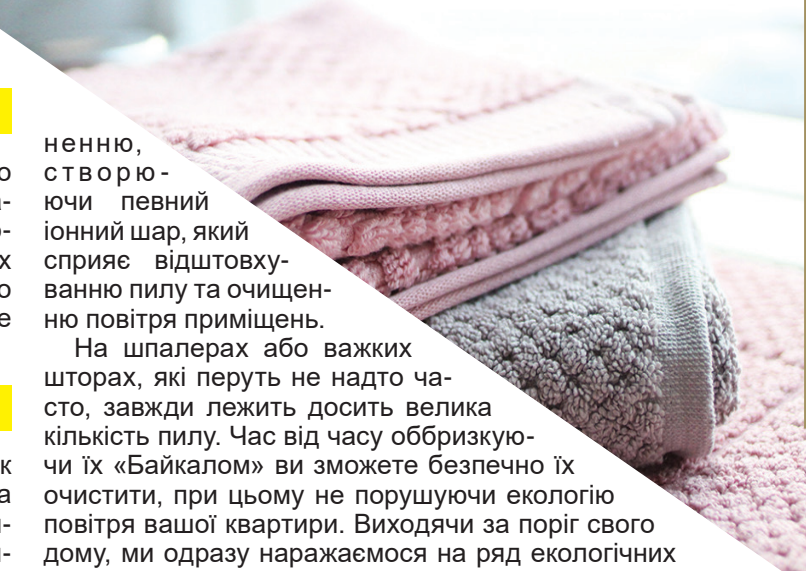 ненню,
створю-
ючи певний
іонний шар, який
сприяє відштовху-
ванню пилу та очищен-
ню повітря приміщень.
На шпалерах або важких
шторах, які перуть не надто ча-
сто, завжди лежить досить велика
кількість пилу. Час від часу оббризкую-
чи їх «Байкалом» ви зможете безпечно їх
очистити, при цьому не порушуючи екологію
повітря вашої квартири. Виходячи за поріг свого
дому, ми одразу наражаємося на ряд екологічних